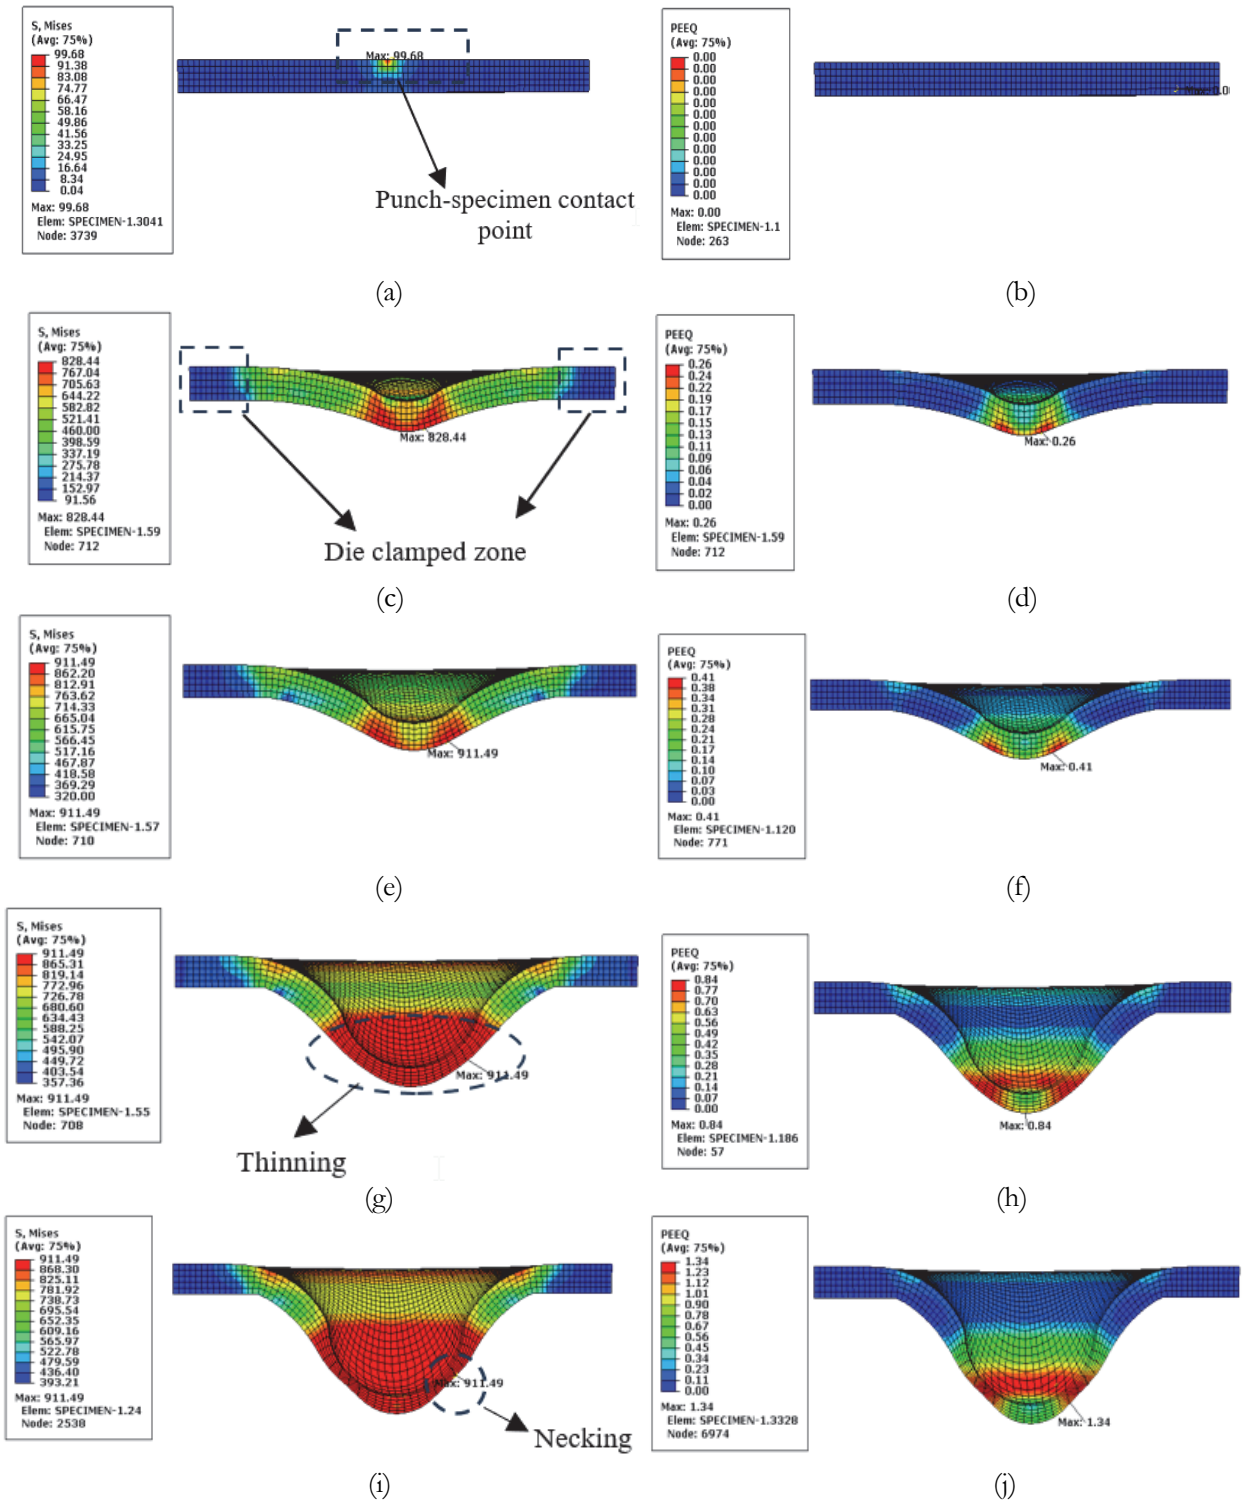 S, Mises
(Avg: 75%)
99.68
91.38
83.08
74.77
66.47
58.16
49.86
41.56
33.25
24.95
16.64
8.34
0.04
Max: 99.68
Elem: SPECIMEN-1.3041
Node: 3739
Max: 99.68
Punch-specimen contact
point
(a)
PEEQ
(Avg: 75%)
0.00
0.00
0.00
0.00
0.00
0.00
0.00
0.00
0.00
0.00
0.00
0.00
0.00
Max: 0.00
Elem: SPECIMEN-1.1
Node: 263
Max: 0.0
(b)
S, Mises
(Avg: 75%)
828.44
767.04
705.63
644.22
582.82
521.41
460.00
398.59
337.19
275.78
214.37
152.97
91.56
Max: 828.44
Elem: SPECIMEN-1.59
Node: 712
Max: 828.44
Die clamped zone
(c)
PEEQ
(Avg: 75%)
0.26
0.24
0.22
0.19
0.17
0.15
0.13
0.11
0.09
0.06
0.04
0.02
0.00
Max: 0.26
Elem: SPECIMEN-1.59
Node: 712
Max: 0.26
(d)
S, Mises
(Avg: 75%)
911.49
862.20
812.91
763.62
714.33
665.04
615.75
566.45
517.16
467.87
418.58
369.29
320.00
Max: 911.49
Elem: SPECIMEN-1.57
Node: 710
Max: 911.49
(e)
PEEQ
(Avg: 75%)
0.41
0.38
0.34
0.31
0.28
0.24
0.21
0.17
0.14
0.10
0.07
0.03
0.00
Max: 0.41
Elem: SPECIMEN-1.120
Node: 771
Max: 0.41
(f)
S, Mises
(Avg: 75%)
911.49
865.31
819.14
772.96
726.78
680.60
634.43
588.25
542.07
495.90
449.72
403.54
357.36
Max: 911.49
Elem: SPECIMEN-1.55
Node: 708
Max: 911.49
Thinning
(g)
PEEQ
(Avg: 75%)
0.84
0.77
0.70
0.63
0.56
0.49
0.42
0.35
0.28
0.21
0.14
0.07
0.00
Max: 0.84
Elem: SPECIMEN-1.186
Node: 57
Max: 0.84
(h)
S, Mises
(Avg: 75%)
911.49
868.30
825.11
781.92
738.73
695.54
652.35
609.16
565.97
522.78
479.59
436.40
393.21
Max: 911.49
Elem: SPECIMEN-1.24
Node: 2538
Max: 911.49
Necking
(i)
PEEQ
(Avg: 75%)
1.34
1.23
1.12
1.01
0.90
0.78
0.67
0.56
0.45
0.34
0.23
0.11
0.00
Max: 1.34
Elem: SPECIMEN-1.3328
Node: 6974
Max: 1.34
(j)